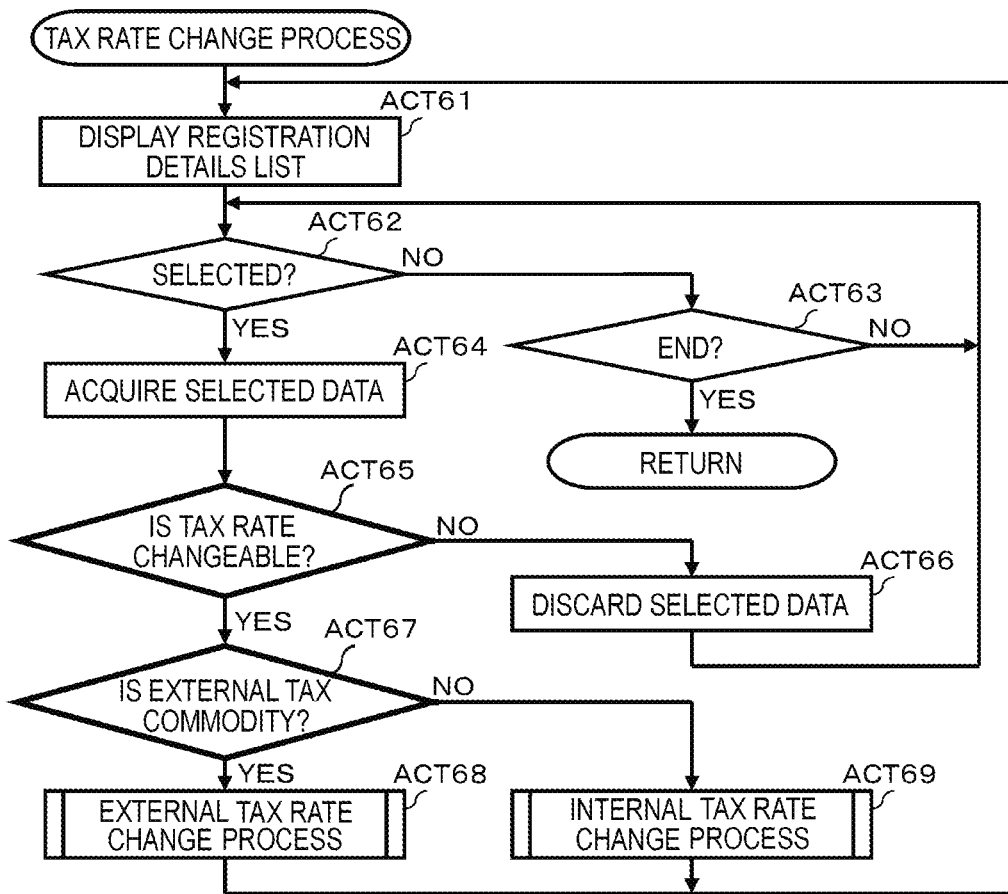 TAX RATE CHANGE PROCESS
ACT61
DISPLAY REGISTRATION
DETAILS LIST
ACT62
SELECTED?
NO
YES
ACT63
END?
NO
YES
RETURN
ACT64
ACQUIRE SELECTED DATA
ACT65
IS TAX RATE
CHANGEABLE?
NO
YES
ACT66
DISCARD SELECTED DATA
ACT67
IS EXTERNAL TAX
COMMODITY?
NO
YES
ACT68
EXTERNAL TAX RATE
CHANGE PROCESS
ACT69
INTERNAL TAX RATE
CHANGE PROCESS